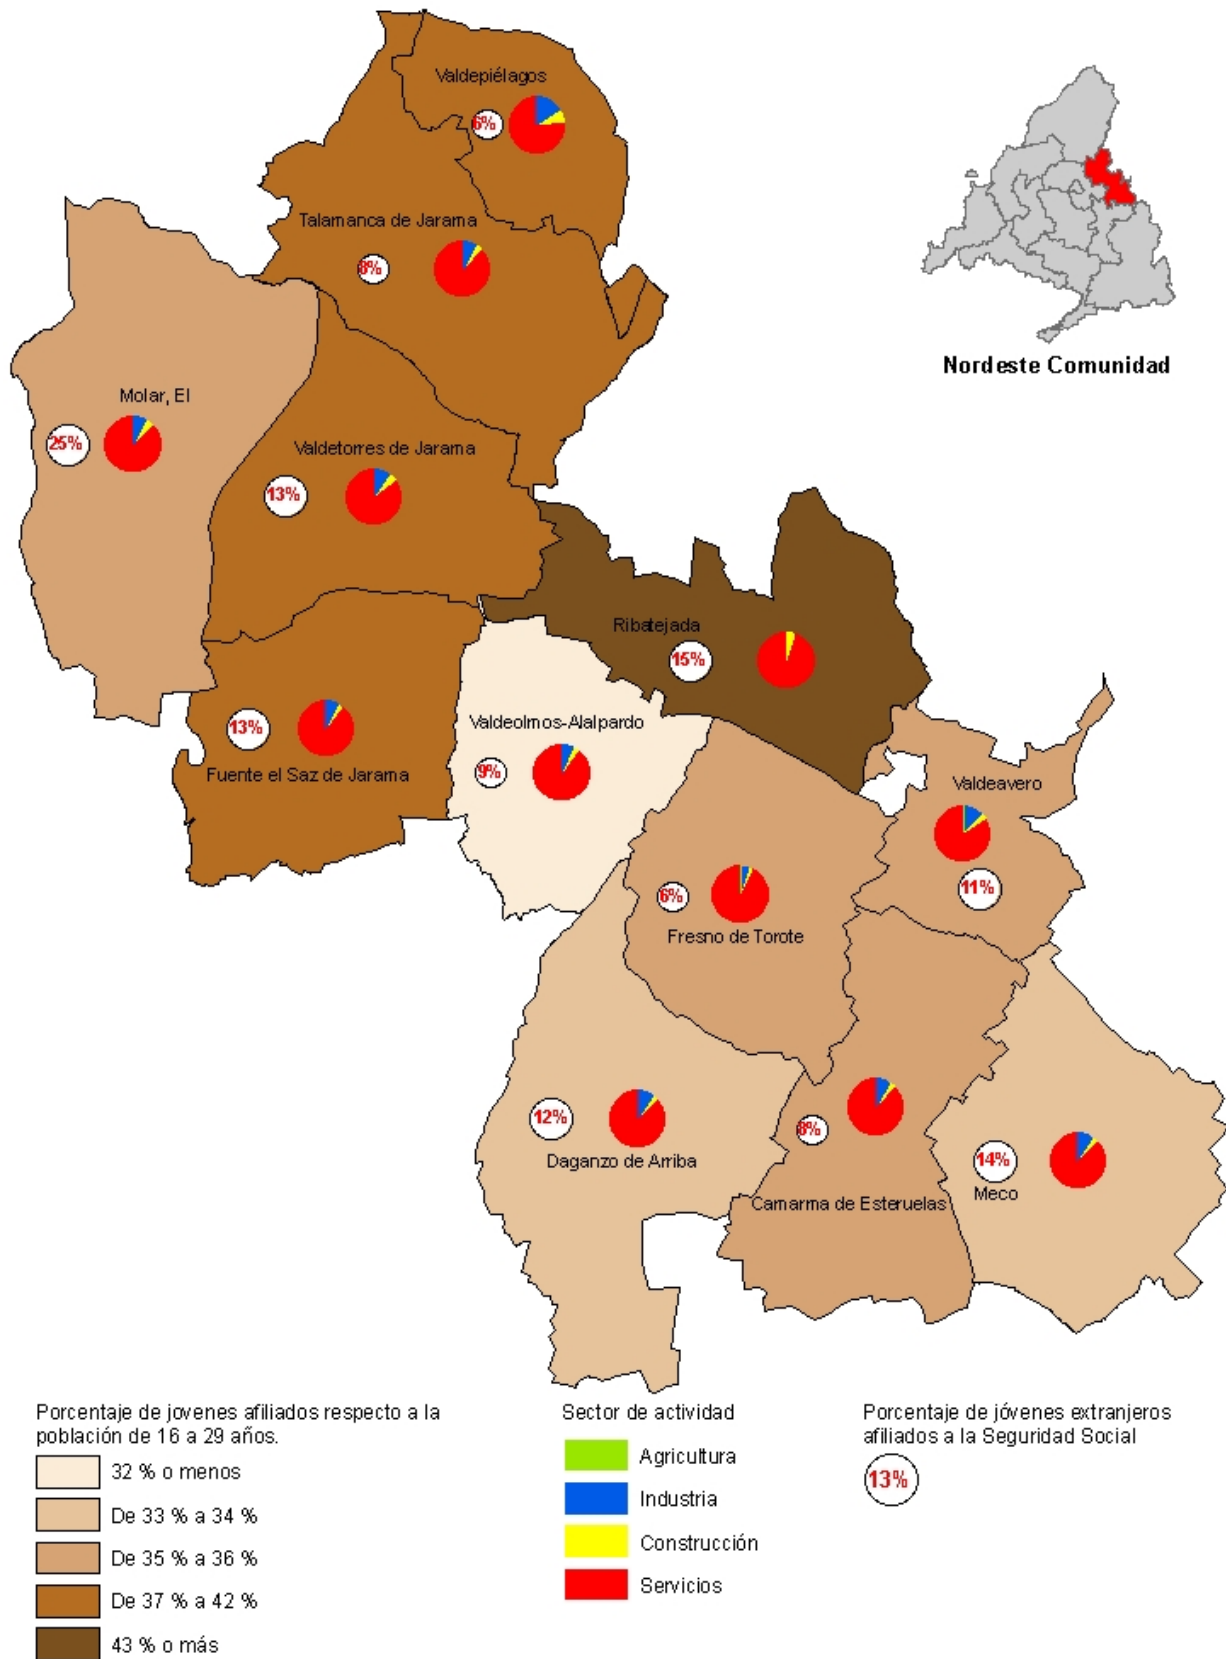 Valdepiélagos
6%
Talamanca de Jarama
8%
Nordeste Comunidad
Molar, El
25%
Valdetorres de Jarama
13%
Ribatejada
15%
Valdeolmos-Alalpardo
9%
13%
Fuente el Saz de Jarama
Valdeavero
11%
6%
Fresno de Torote
12%
Daganzo de Arriba
8%
Camarma de Esteruelas
14%
Meco
Porcentaje de jovenes afiliados respecto a la
población de 16 a 29 años.
32 % o menos
De 33 % a 34 %
De 35 % a 36 %
De 37 % a 42 %
43 % o más
Sector de actividad
Agricultura
Industria
Construcción
Servicios
Porcentaje de jóvenes extranjeros
afiliados a la Seguridad Social
13%